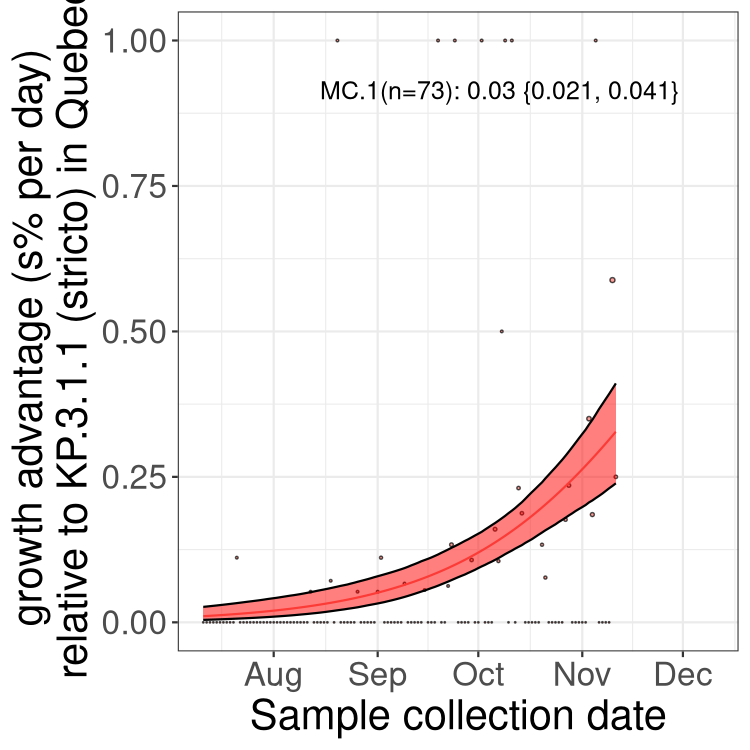 growth advantage (s% per day)
relative to KP.3.1.1 (stricto) in Quebec
1.00
0.75
0.50
0.25
0.00
MC.1(n=73): 0.03 {0.021, 0.041}
Aug Sep Oct Nov Dec
Sample collection date